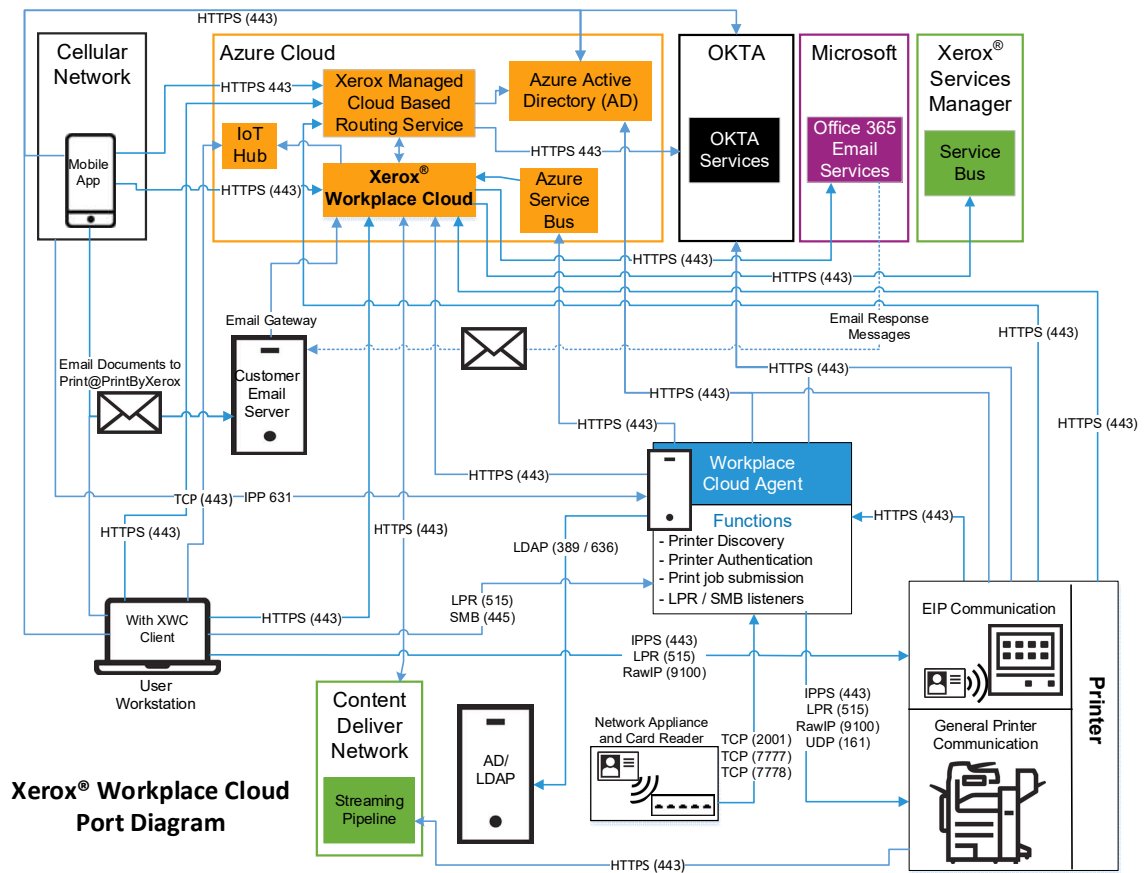 HTTPS (443)
Cellular
Network
Mobile
App
Azure Cloud
HTTPS 443
Xerox Managed
Cloud Based
Routing Service
Azure Active
Directory (AD)
IoT
Hub
HTTPS (443)
Xerox®
Workplace Cloud
Azure
Service
Bus
HTTPS 443
OKTA
OKTA
Services
Microsoft
Office 365
Email
Services
Xerox®
Services
Manager
Service
Bus
HTTPS (443)
HTTPS (443)
Email Gateway
Email Response
Messages
HTTPS (443)
Email Documents to
Print@PrintByXerox
Customer
Email
Server
HTTPS (443)
HTTPS (443)
HTTPS (443)
HTTPS (443)
HTTPS (443)
Workplace
Cloud Agent
TCP (443)
IPP 631
HTTPS (443)
HTTPS (443)
HTTPS (443)
LDAP (389 / 636)
Functions
- Printer Discovery
- Printer Authentication
- Print job submission
- LPR / SMB listeners
With XWC
Client
User
Workstation
HTTPS (443)
LPR (515)
SMB (445)
IPPS (443)
LPR (515)
RawIP (9100)
EIP Communication
Printer
General Printer
Communication
IPPS (443)
LPR (515)
RawIP (9100)
UDP (161)
Content
Deliver
Network
Streaming
Pipeline
AD/
LDAP
Network Appliance
and Card Reader
TCP (2001)
TCP (7777)
TCP (7778)
Xerox® Workplace Cloud
Port Diagram
HTTPS (443)